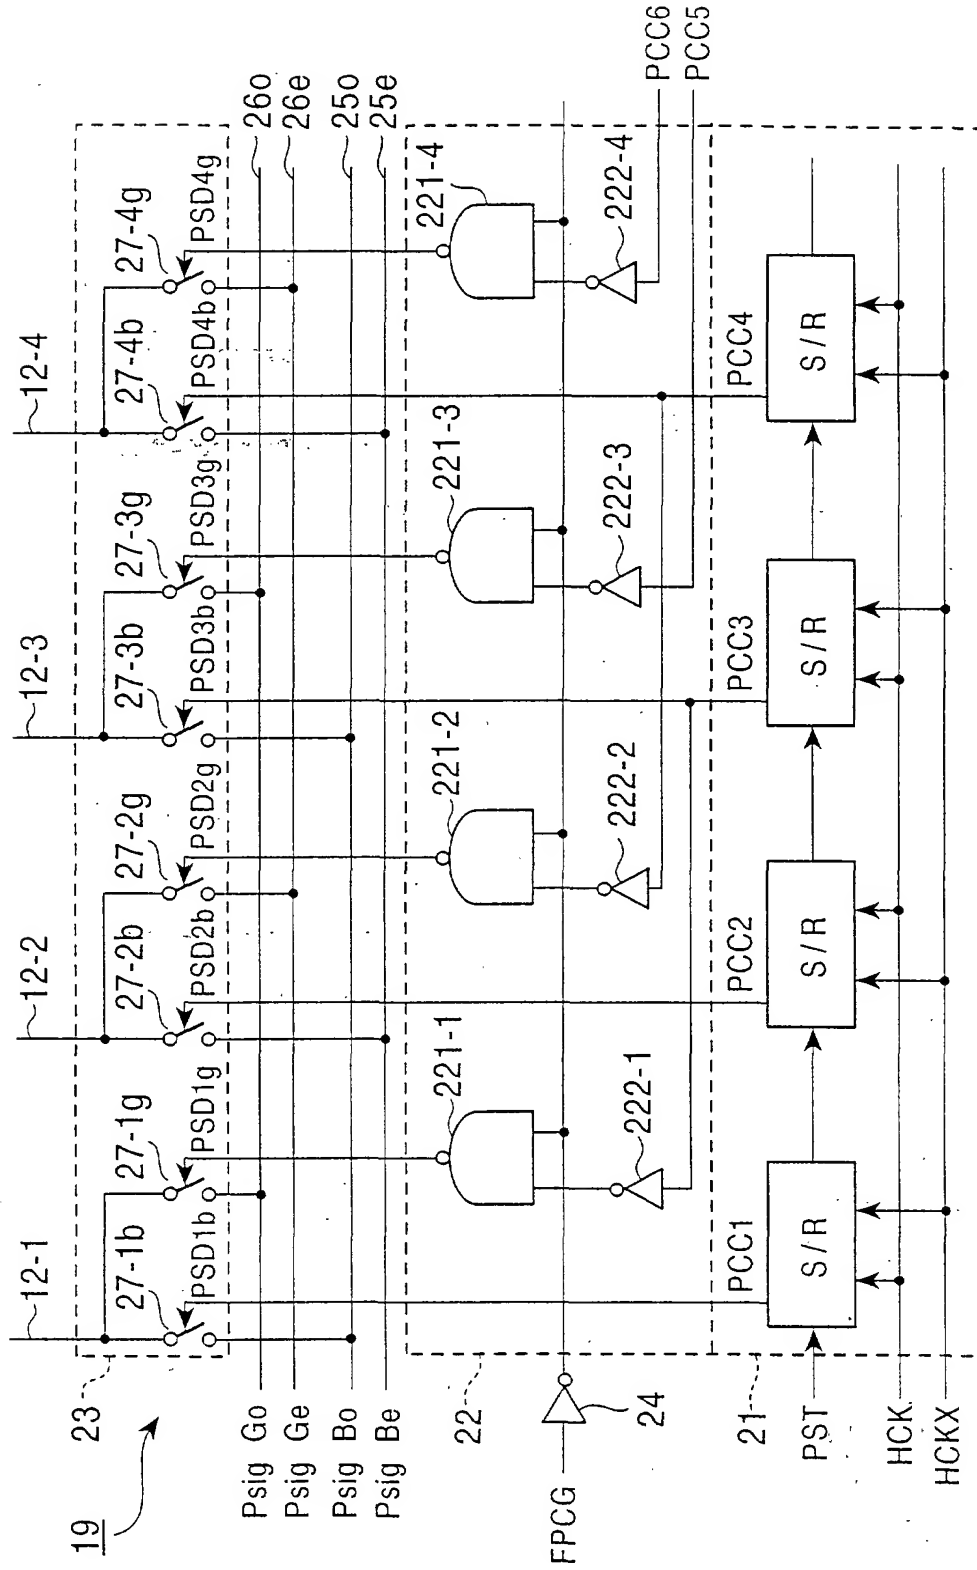 19
23
12-1
12-2
12-3
12-4
27-1b
27-1g
27-2b
27-2g
27-3b
27-3g
27-4b
27-4g
PSD1b
PSD1g
PSD2b
PSD2g
PSD3b
PSD3g
PSD4b
PSD4g
Psig Go
26o
Psig Ge
26e
Psig Bo
25o
Psig Be
25e
22
221-1
221-2
221-3
221-4
FPCG
24
222-1
222-2
222-3
222-4
PCC6
PCC5
21
PCC1
PCC2
PCC3
PCC4
PST
S/R
S/R
S/R
S/R
HCK
HCKX